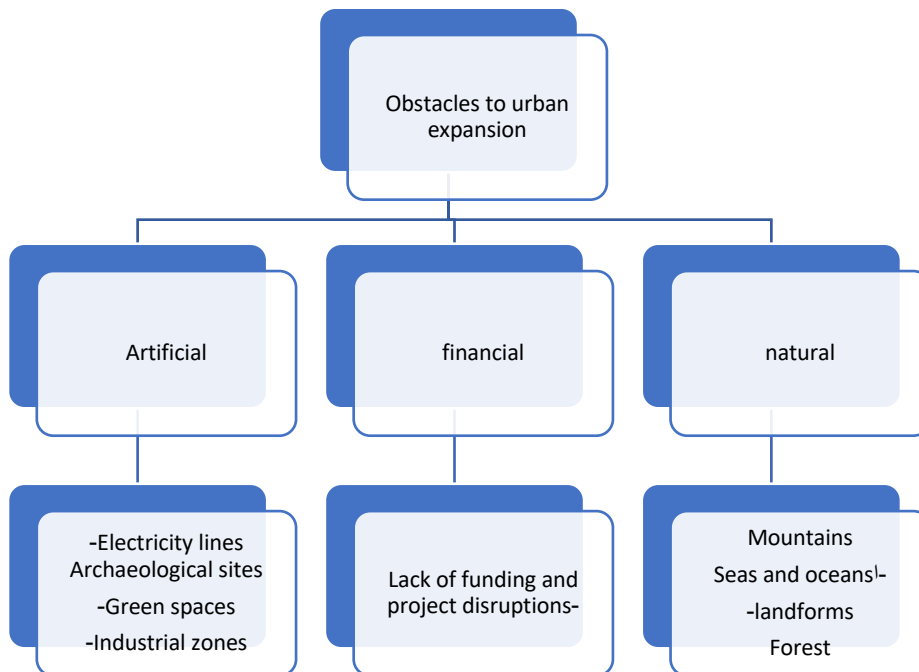 Obstacles to urban
expansion
Artificial
financial
natural
-Electricity lines
Archaeological sites
-Green spaces
-Industrial zones
Lack of funding and
project disruptions-
Mountains
Seas and oceansا-
-landforms
Forest